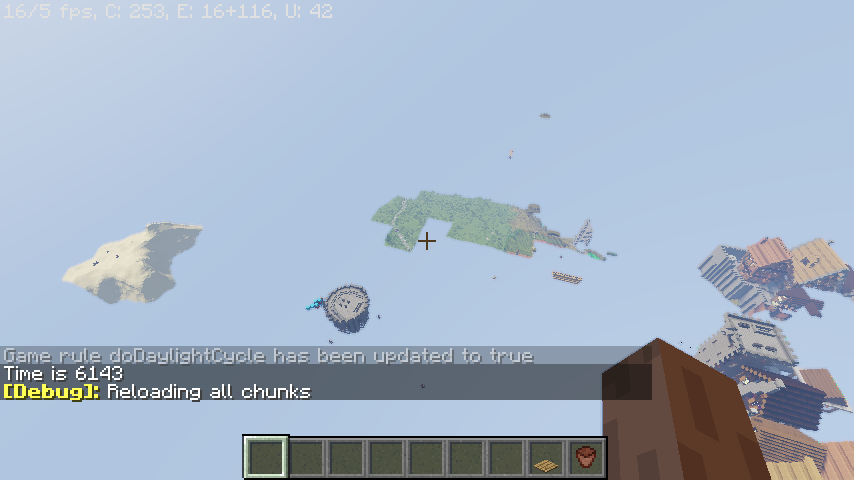 16/5 fps, C: 253, E: 16+116, U: 42
Game rule doDaylightCycle has been updated to true
Time is 6143
[Debug]: Reloading all chunks